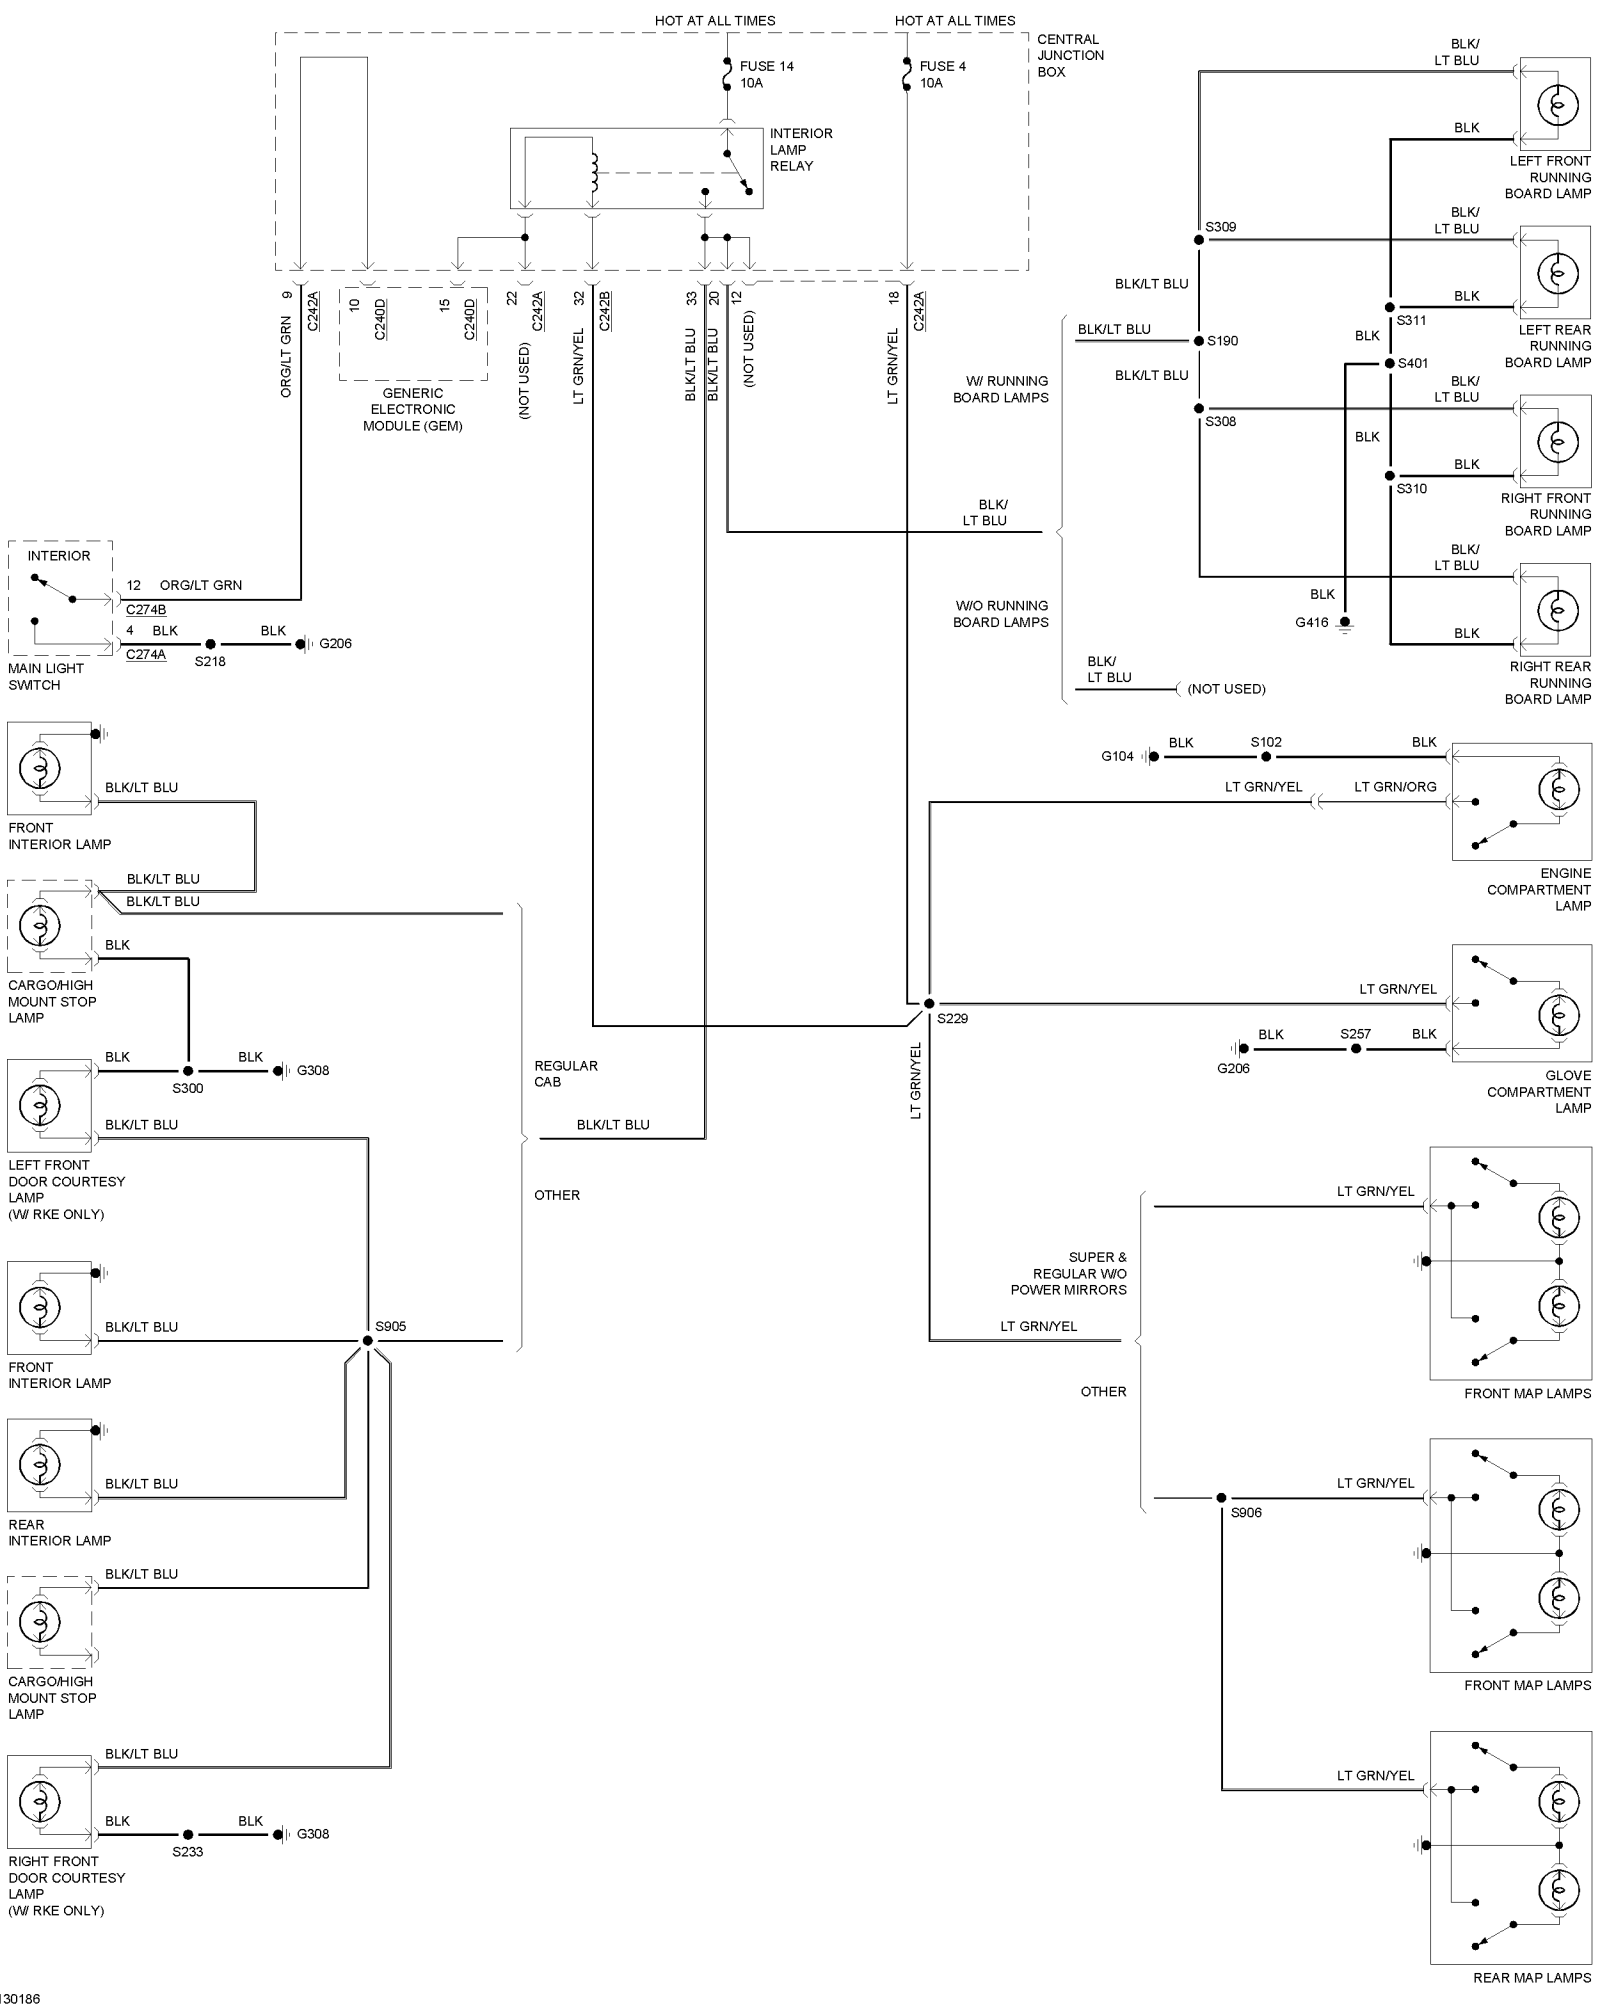 HOT AT ALL TIMES
HOT AT ALL TIMES
CENTRAL
JUNCTION
BOX
FUSE 14
10A
FUSE 4
10A
INTERIOR
LAMP
RELAY
9
C242A
10
C240D
15
C240D
22
C242A
32
C242B
33
20
12
18
C242A
ORG/LT GRN
(NOT USED)
LT GRN/YEL
BLK/LT BLU
BLK/LT BLU
(NOT USED)
LT GRN/YEL
GENERIC
ELECTRONIC
MODULE (GEM)
BLK/
LT BLU
BLK
LEFT FRONT
RUNNING
BOARD LAMP
BLK/
LT BLU
S309
BLK/LT BLU
BLK
S311
LEFT REAR
RUNNING
BOARD LAMP
BLK/LT BLU
S190
BLK
S401
BLK/LT BLU
W/ RUNNING
BOARD LAMPS
BLK/
LT BLU
S308
BLK
BLK
S310
RIGHT FRONT
RUNNING
BOARD LAMP
BLK/
LT BLU
BLK/
LT BLU
W/O RUNNING
BOARD LAMPS
BLK
G416
BLK
RIGHT REAR
RUNNING
BOARD LAMP
BLK/
LT BLU
(NOT USED)
INTERIOR
12
ORG/LT GRN
C274B
4
BLK
BLK
G206
C274A
S218
MAIN LIGHT
SWITCH
BLK/LT BLU
FRONT
INTERIOR LAMP
BLK/LT BLU
BLK/LT BLU
BLK
CARGO/HIGH
MOUNT STOP
LAMP
BLK
BLK
G308
S300
BLK/LT BLU
LEFT FRONT
DOOR COURTESY
LAMP
(W/ RKE ONLY)
REGULAR
CAB
BLK/LT BLU
OTHER
BLK/LT BLU
S905
FRONT
INTERIOR LAMP
BLK/LT BLU
REAR
INTERIOR LAMP
BLK/LT BLU
CARGO/HIGH
MOUNT STOP
LAMP
BLK/LT BLU
BLK
BLK
G308
S233
RIGHT FRONT
DOOR COURTESY
LAMP
(W/ RKE ONLY)
G104
BLK
S102
BLK
LT GRN/YEL
LT GRN/ORG
ENGINE
COMPARTMENT
LAMP
S229
LT GRN/YEL
LT GRN/YEL
G206
BLK
S257
BLK
GLOVE
COMPARTMENT
LAMP
LT GRN/YEL
SUPER &
REGULAR W/O
POWER MIRRORS
LT GRN/YEL
OTHER
FRONT MAP LAMPS
LT GRN/YEL
S906
FRONT MAP LAMPS
LT GRN/YEL
REAR MAP LAMPS
130186